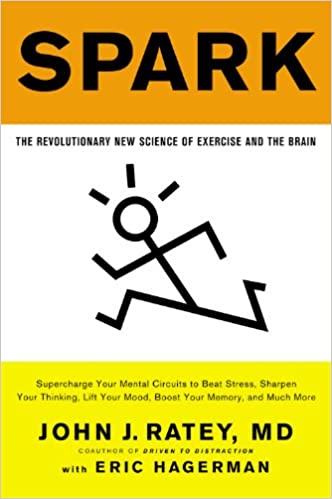 SPARK
THE REVOLUTIONARY NEW SCIENCE OF EXERCISE AND THE BRAIN
Supercharge Your Mental Circuits to Beat Stress, Sharpen
Your Thinking, Lift Your Mood, Boost Your Memory, and Much More
JOHN J. RATEY, MD
COAUTHOR OF DRIVEN TO DISTRACTION
with ERIC HAGERMAN